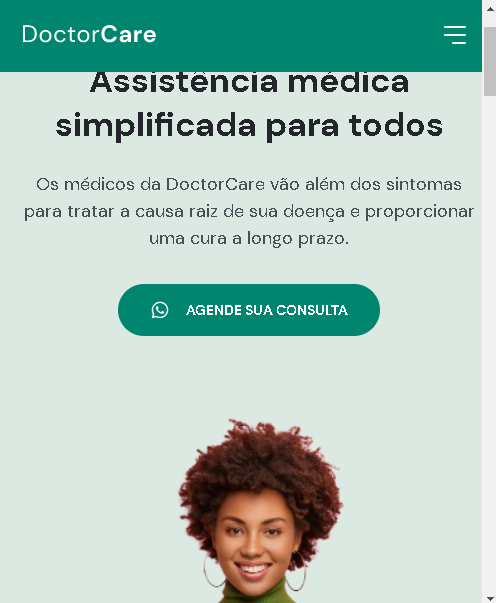 DoctorCare
Assistência médica
simplificada para todos
Os médicos da DoctorCare vão além dos sintomas
para tratar a causa raiz de sua doença e proporcionar
uma cura a longo prazo.
AGENDE SUA CONSULTA